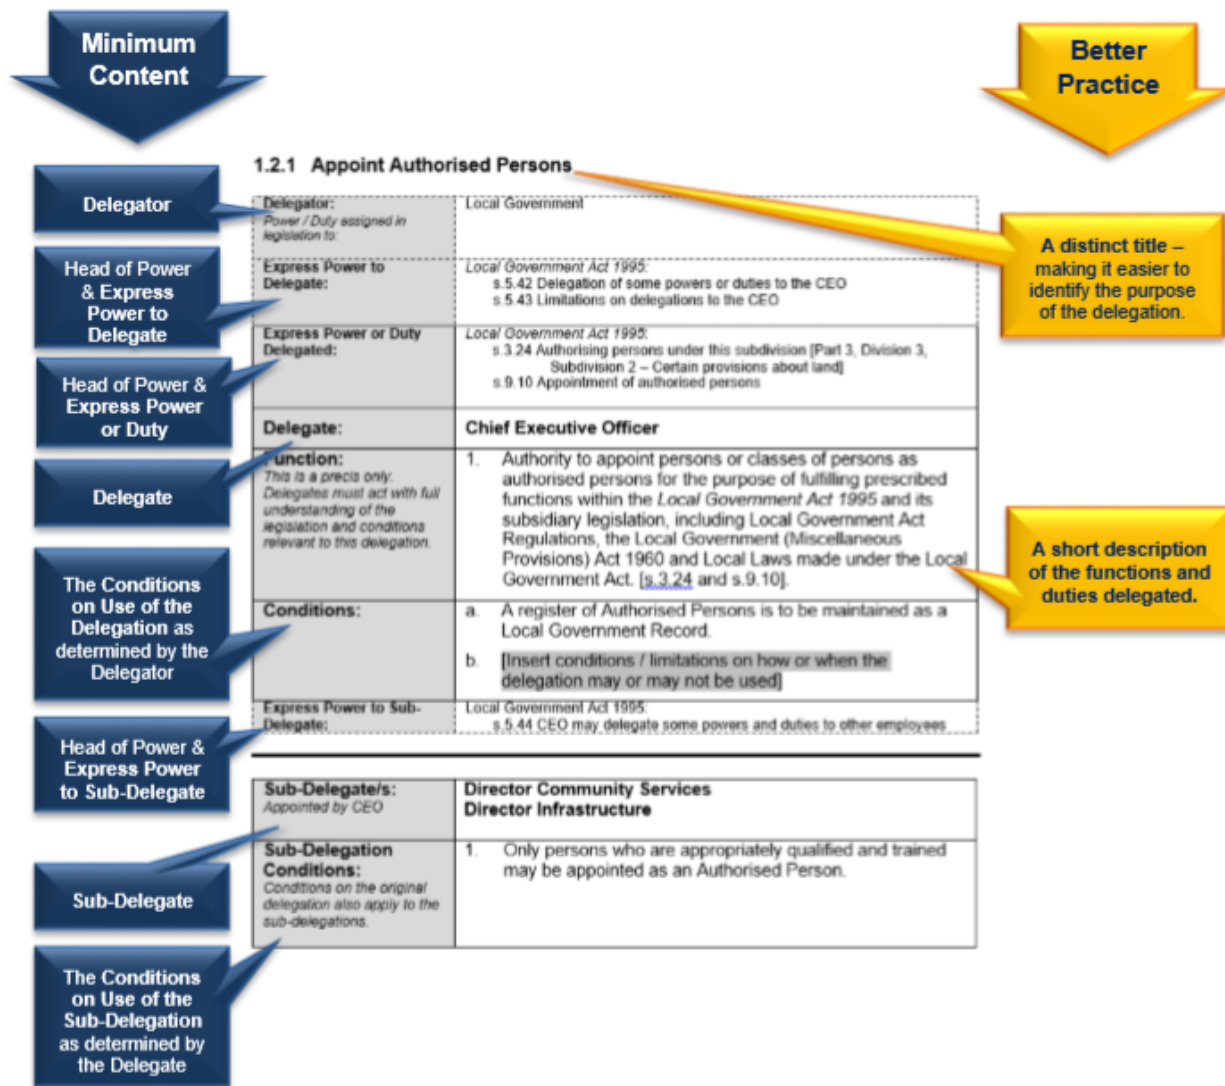 Minimum
Content
Better
Practice
1.2.1 Appoint Authorised Persons
Delegator
Delegator:
Power / Duty assigned in
legislation to:
Local Government
A distinct title –
making it easier to
identify the purpose
of the delegation.
Head of Power
& Express
Power to
Delegate
Express Power to
Delegate:
Local Government Act 1995:
s.5.42 Delegation of some powers or duties to the CEO
s.5.43 Limitations on delegations to the CEO
Head of Power &
Express Power
or Duty
Express Power or Duty
Delegated:
Local Government Act 1995:
s.3.24 Authorising persons under this subdivision [Part 3, Division 3,
Subdivision 2 – Certain provisions about land]
s.9.10 Appointment of authorised persons
Delegate
Delegate:
Chief Executive Officer
Function:
This is a precis only.
Delegates must act with full
understanding of the
legislation and conditions
relevant to this delegation.
1. Authority to appoint persons or classes of persons as
authorised persons for the purpose of fulfilling prescribed
functions within the Local Government Act 1995 and its
subsidiary legislation, including Local Government Act
Regulations, the Local Government (Miscellaneous
Provisions) Act 1960 and Local Laws made under the Local
Government Act. [s.3.24 and s.9.10].
A short description
of the functions and
duties delegated.
The Conditions
on Use of the
Delegation as
determined by the
Delegator
Conditions:
a. A register of Authorised Persons is to be maintained as a
Local Government Record.
b. [Insert conditions / limitations on how or when the
delegation may or may not be used]
Head of Power &
Express Power
to Sub-Delegate
Express Power to Sub-
Delegate:
Local Government Act 1995:
s.5.44 CEO may delegate some powers and duties to other employees
Sub-Delegate
Sub-Delegate/s:
Appointed by CEO
Director Community Services
Director Infrastructure
The Conditions
on Use of the
Sub-Delegation
as determined by
the Delegate
Sub-Delegation
Conditions:
Conditions on the original
delegation also apply to the
sub-delegations.
1. Only persons who are appropriately qualified and trained
may be appointed as an Authorised Person.